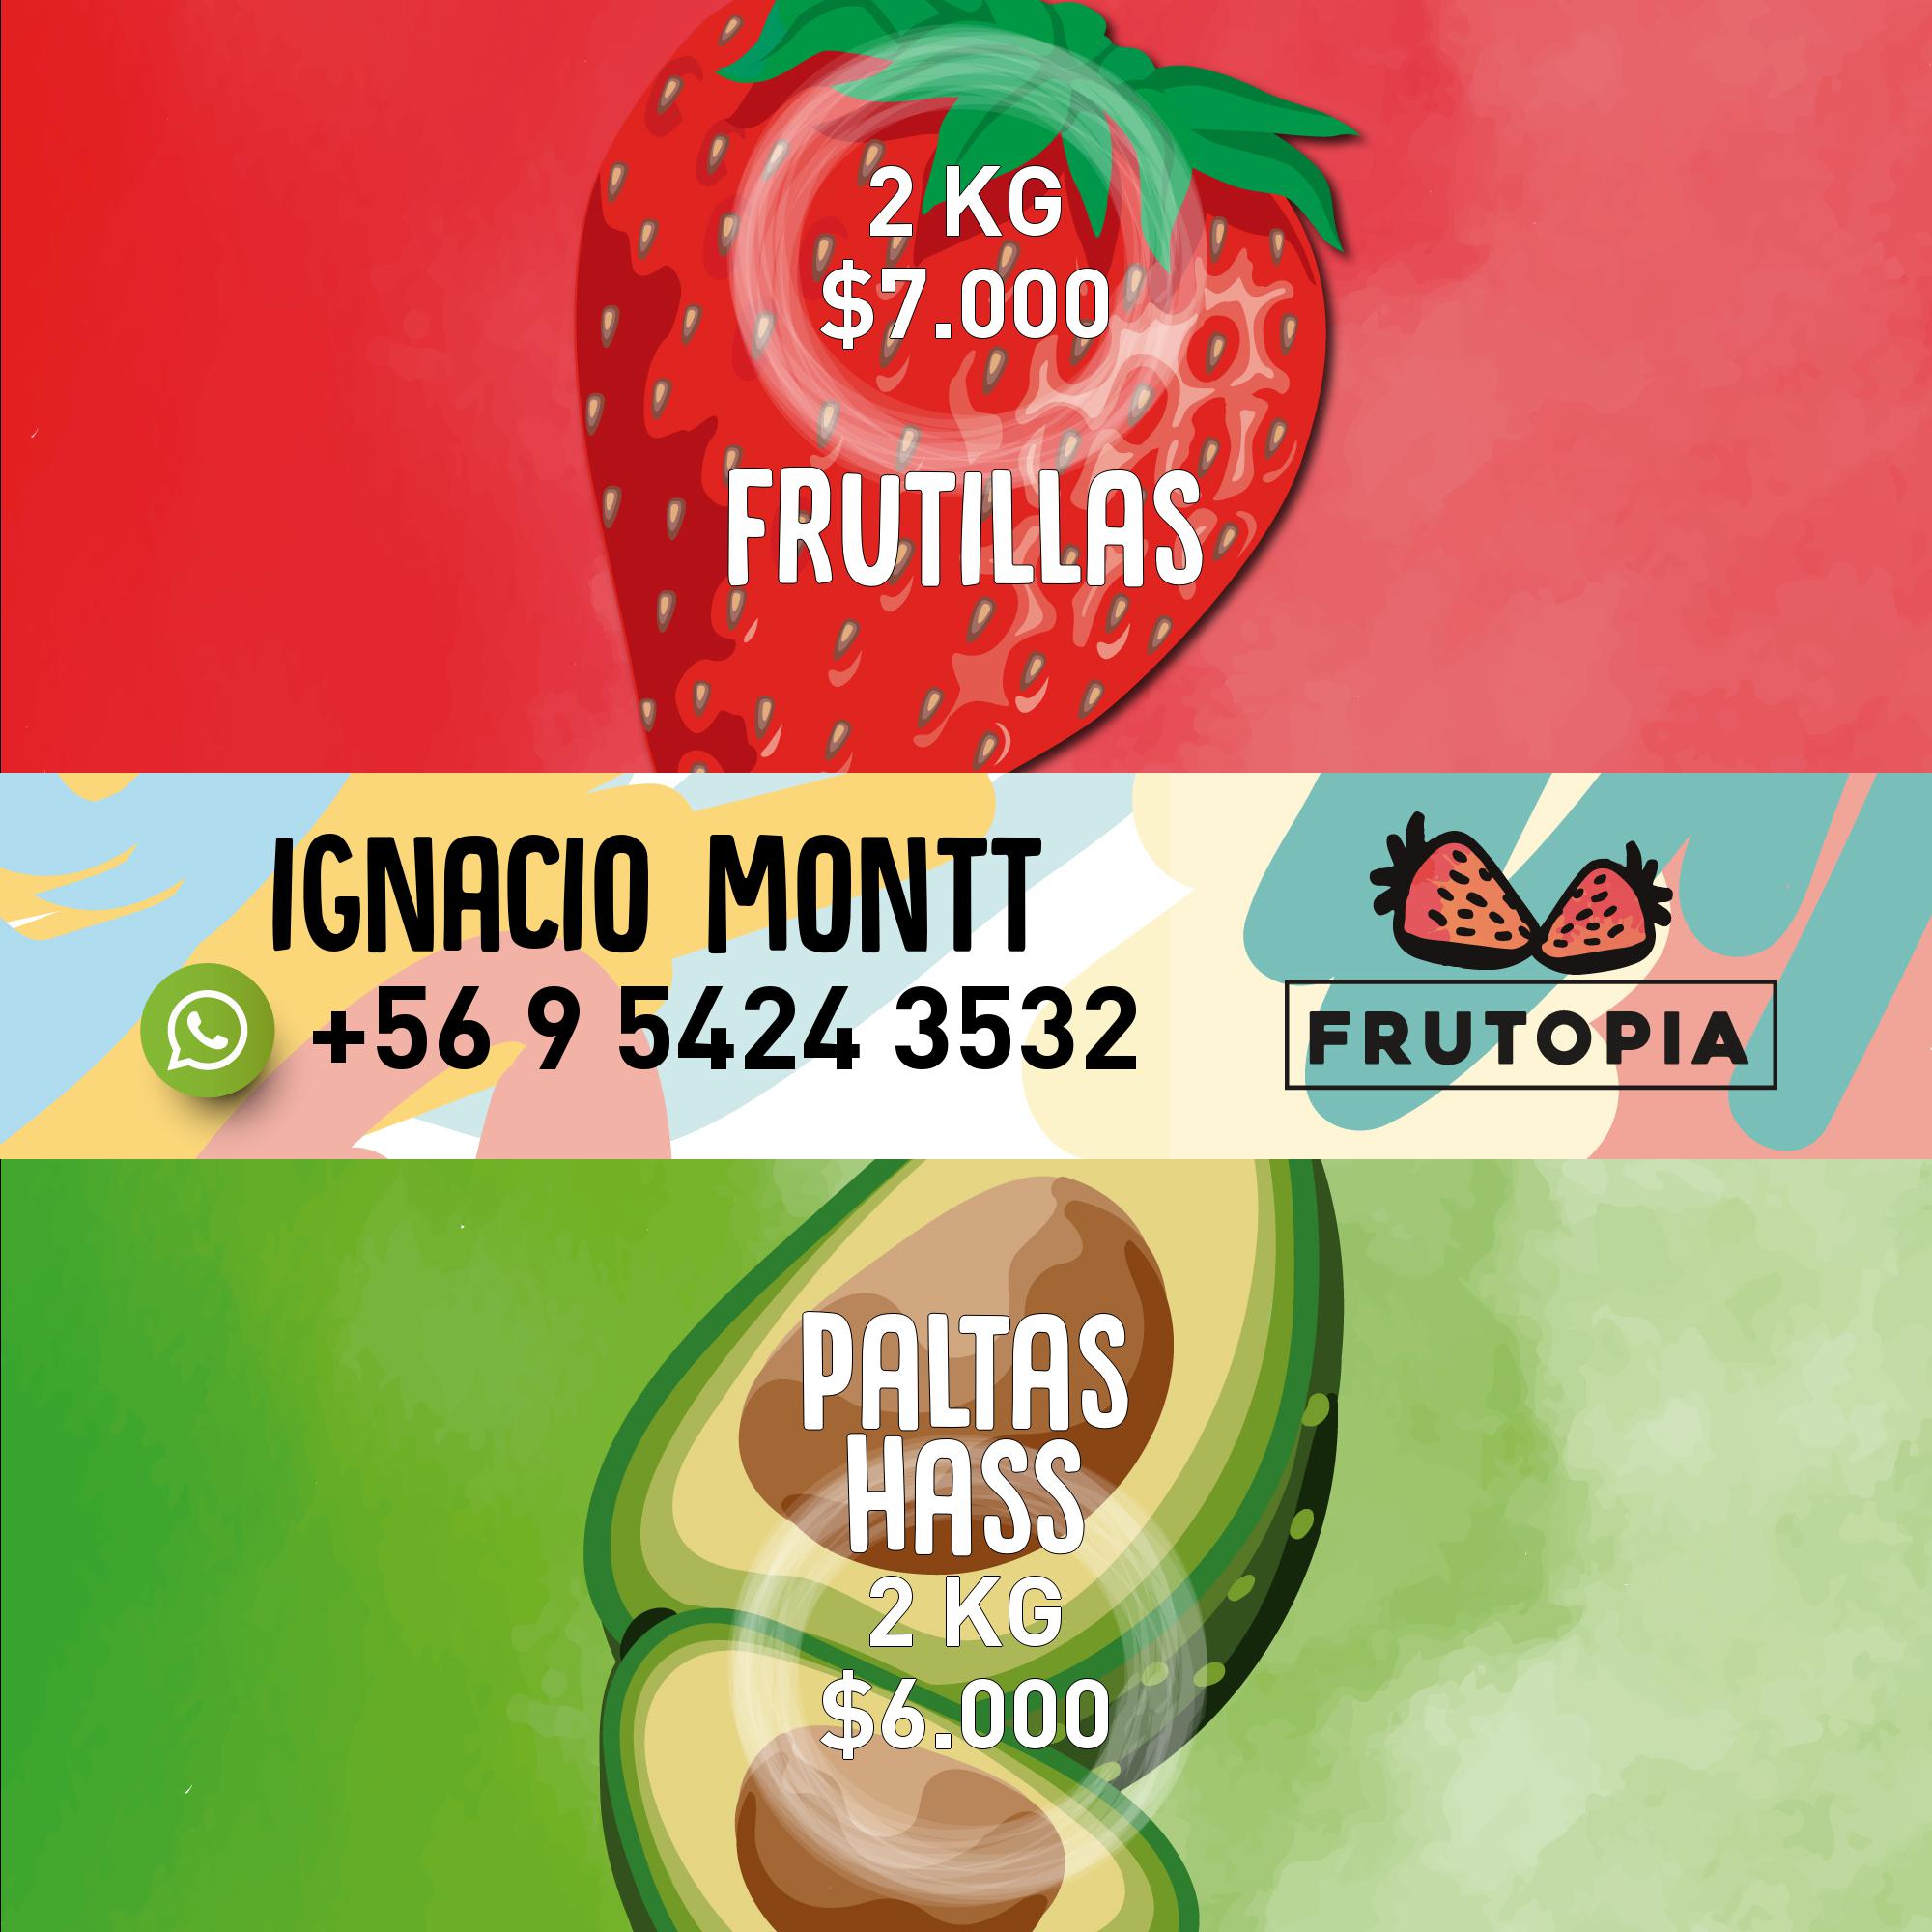 2 KG
$7.000
FRUTILLAS
IGNACIO MONTT
+56 9 5424 3532
FRUTOPIA
PALTAS
HASS
2 KG
$6.000